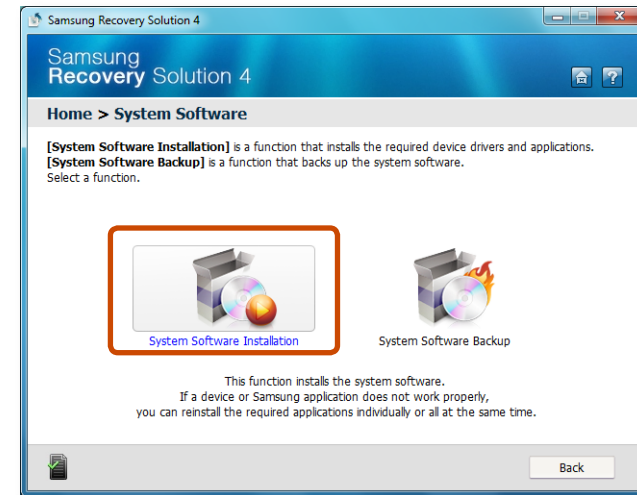 Samsung Recovery Solution 4
Samsung
Recovery Solution 4
Home > System Software
[System Software Installation] is a function that installs the required device drivers and applications.
[System Software Backup] is a function that backs up the system software.
Select a function.
System Software Installation
System Software Backup
This function installs the system software.
If a device or Samsung application does not work properly,
you can reinstall the required applications individually or all at the same time.
Back